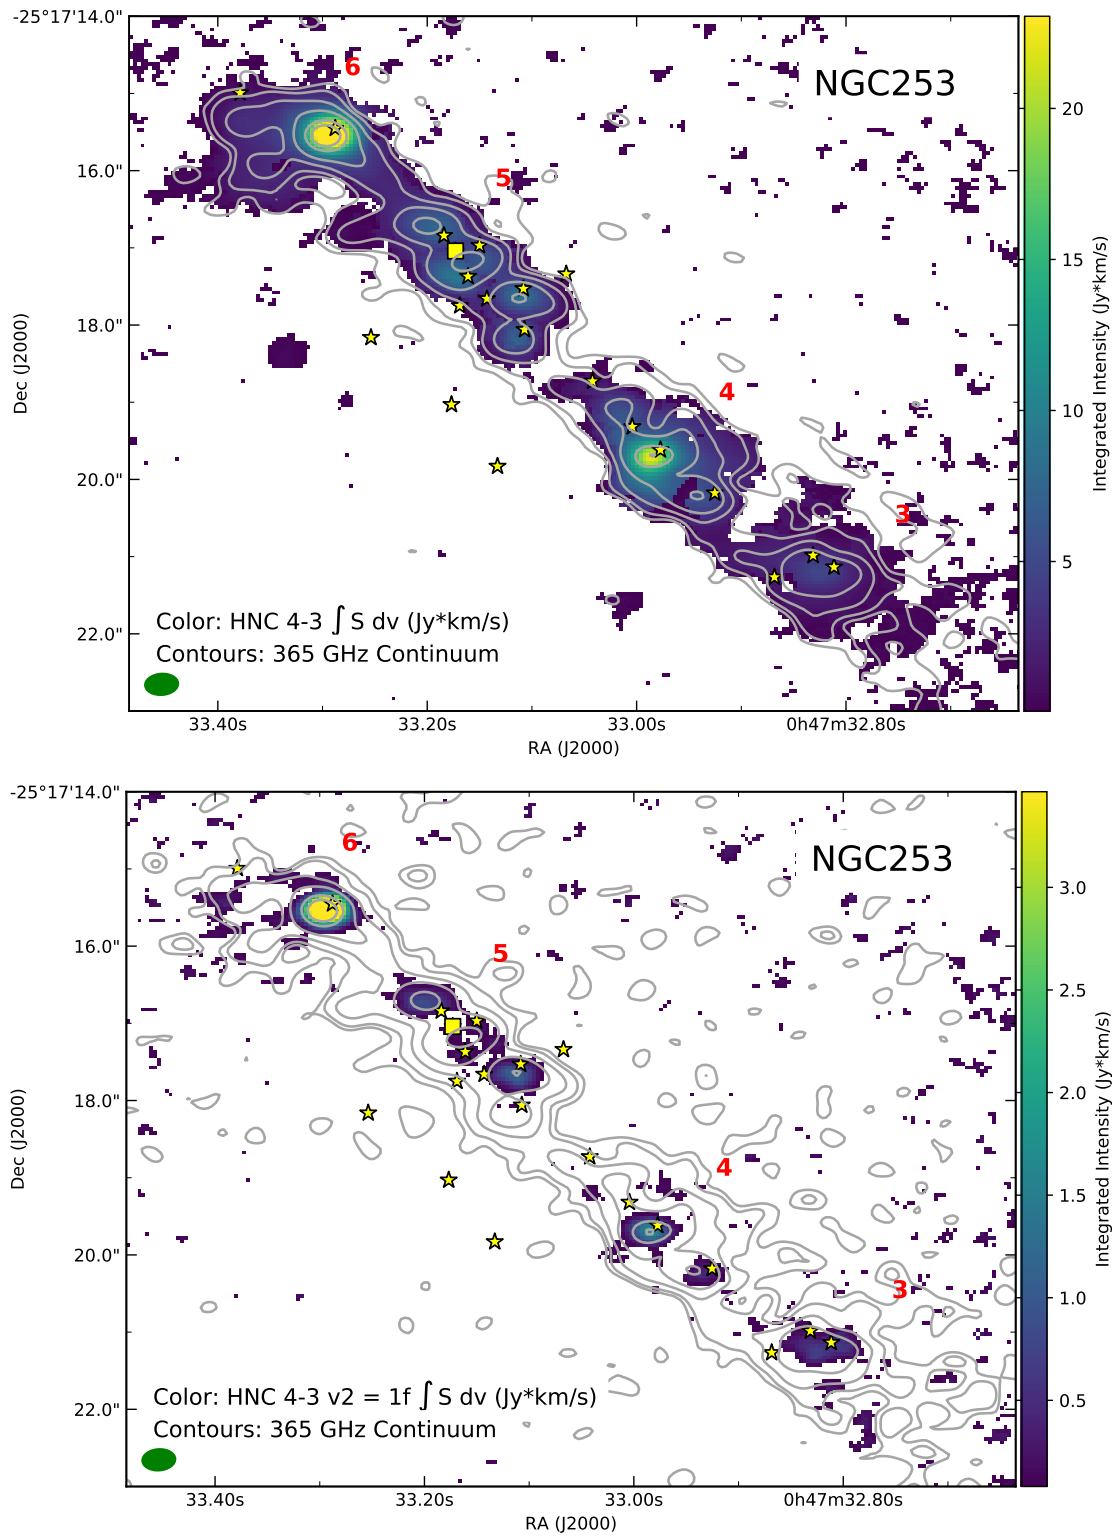 -25°17'14.0"
16.0"
18.0"
20.0"
22.0"
Dec (J2000)
6
5
4
3
NGC253
Color: HNC 4-3 ∫ S dv (Jy*km/s)
Contours: 365 GHz Continuum
33.40s 33.20s 33.00s 0h47m32.80s
RA (J2000)
20
15
10
5
Integrated Intensity (Jy*km/s)
-25°17'14.0"
16.0"
18.0"
20.0"
22.0"
Dec (J2000)
6
5
4
3
NGC253
Color: HNC 4-3 v2 = 1f ∫ S dv (Jy*km/s)
Contours: 365 GHz Continuum
33.40s 33.20s 33.00s 0h47m32.80s
RA (J2000)
3.0
2.5
2.0
1.5
1.0
0.5
Integrated Intensity (Jy*km/s)